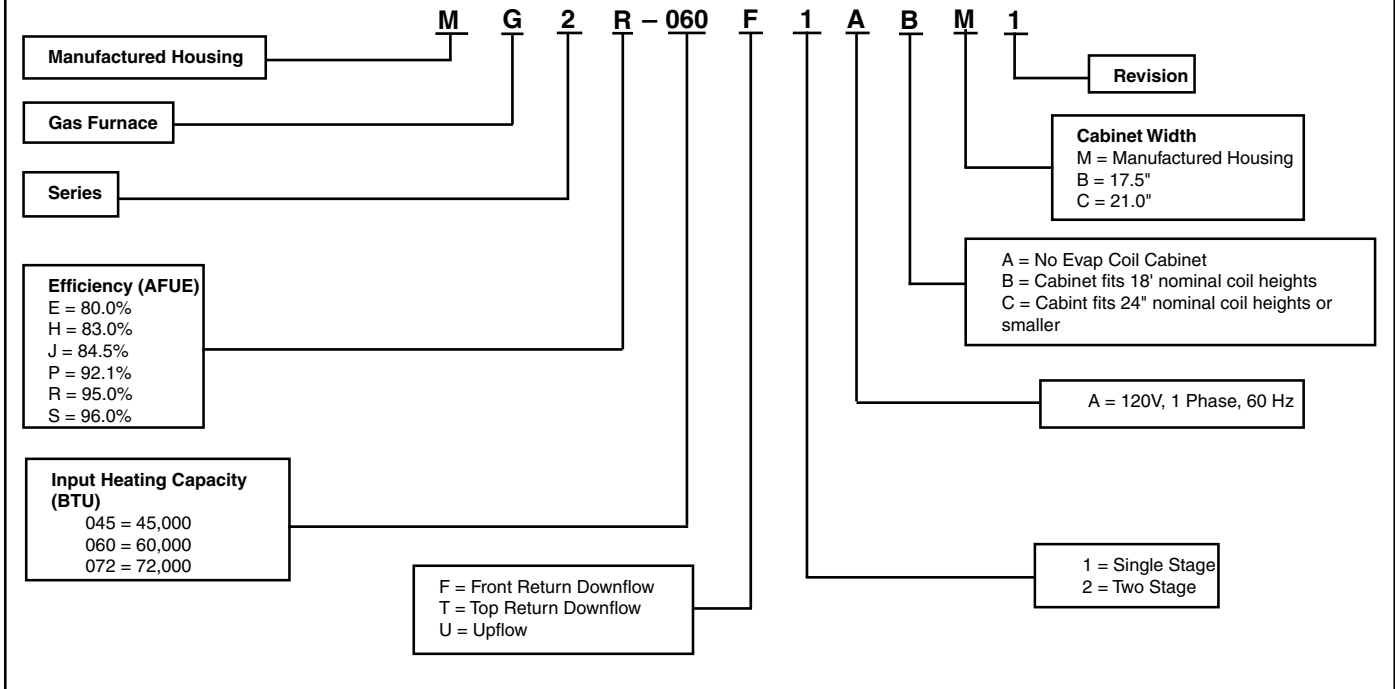 M G 2 R – 060 F 1 A B M 1
Manufactured Housing
Gas Furnace
Series
Efficiency (AFUE)
E = 80.0%
H = 83.0%
J = 84.5%
P = 92.1%
R = 95.0%
S = 96.0%
Input Heating Capacity
(BTU)
045 = 45,000
060 = 60,000
072 = 72,000
F = Front Return Downflow
T = Top Return Downflow
U = Upflow
1 = Single Stage
2 = Two Stage
A = 120V, 1 Phase, 60 Hz
A = No Evap Coil Cabinet
B = Cabinet fits 18' nominal coil heights
C = Cabint fits 24" nominal coil heights or
smaller
Cabinet Width
M = Manufactured Housing
B = 17.5"
C = 21.0"
Revision